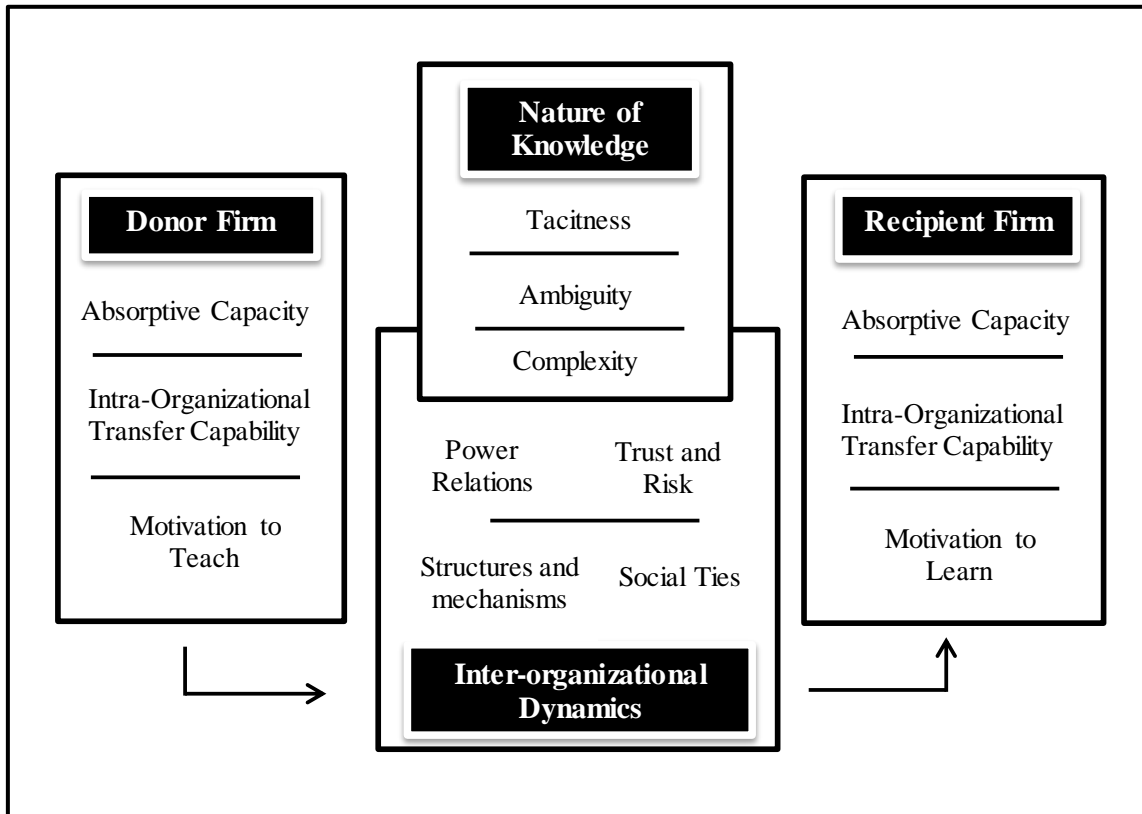 Donor Firm
Absorptive Capacity
Intra-Organizational
Transfer Capability
Motivation to
Teach
Nature of
Knowledge
Tacitness
Ambiguity
Complexity
Power
Relations
Trust and
Risk
Structures and
mechanisms
Social Ties
Inter-organizational
Dynamics
Recipient Firm
Absorptive Capacity
Intra-Organizational
Transfer Capability
Motivation to
Learn